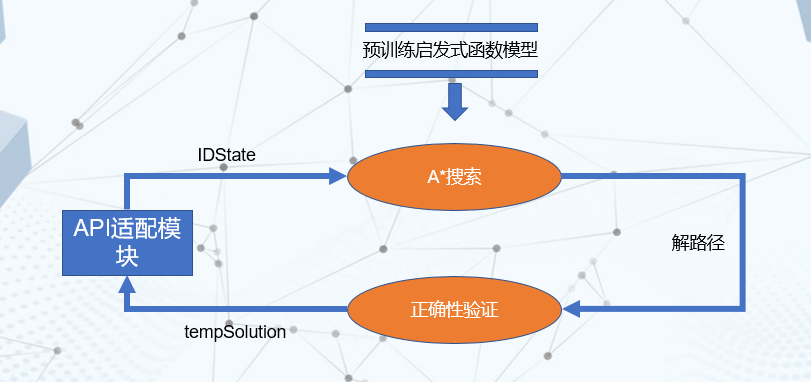 预训练启发式函数模型
IDState
A*搜索
API适配模
块
解路径
正确性验证
tempSolution